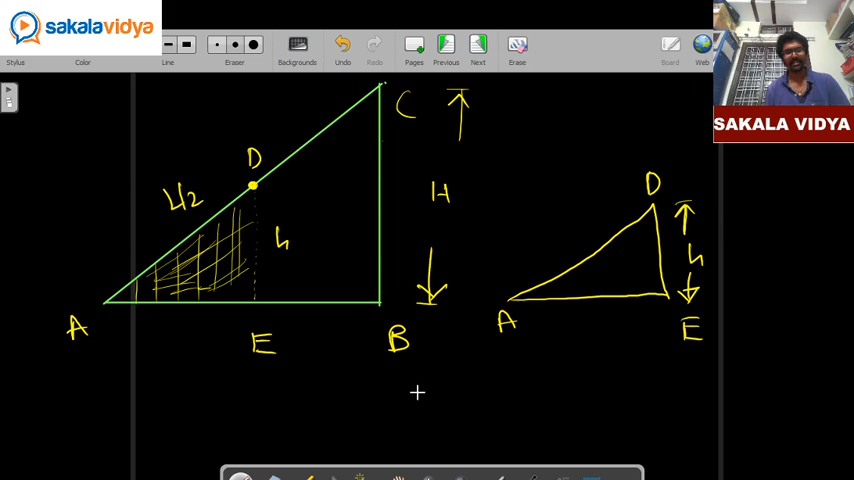 sakalavidya
Stylus
Color
Line
Eraser
Backgrounds
Undo
Redo
Pages
Previous
Next
Erase
Board
Web
SAKALA VIDYA
C
D
L/2
H
h
A
E
B
D
h
A
E